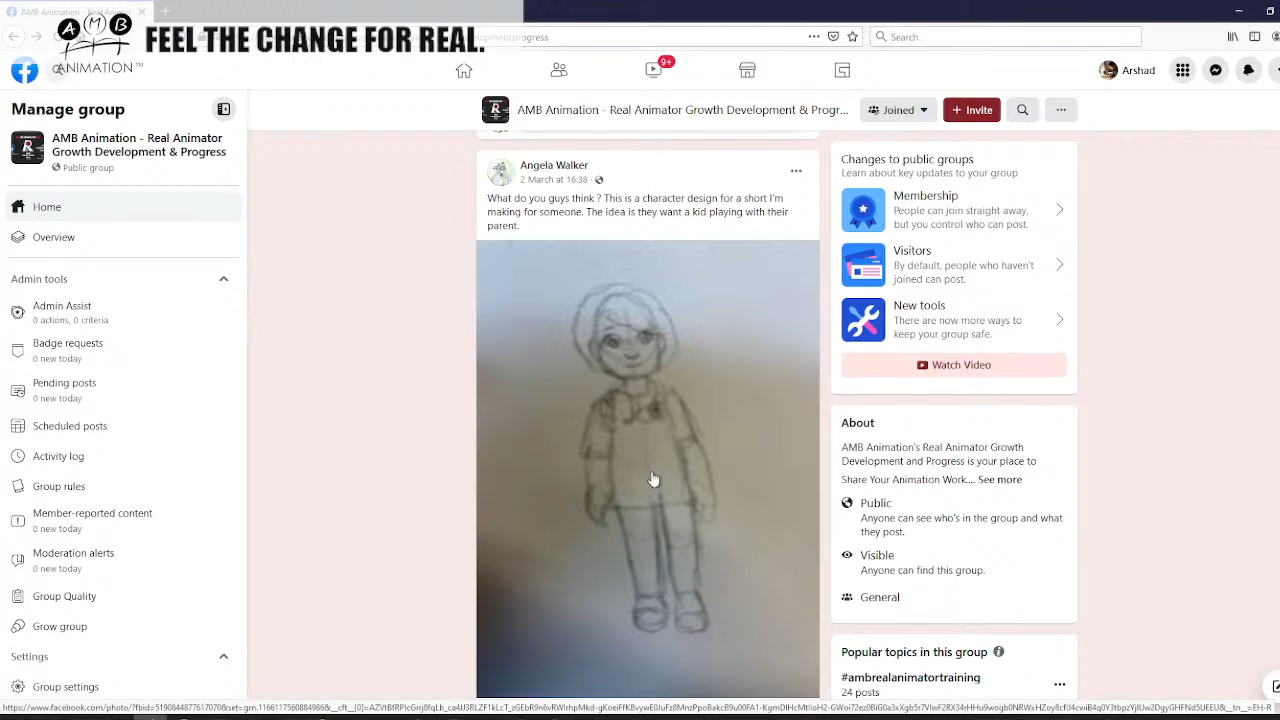 AMB Animation - Real Anim
AMB
ANIMATION™
FEEL THE CHANGE FOR REAL.
Search...
9+
Arshad
Manage group
AMB Animation - Real Animator
Growth Development & Progress
Public group
Home
Overview
Admin tools
Admin Assist
0 actions, 0 criteria
Badge requests
0 new today
Pending posts
0 new today
Scheduled posts
Activity log
Group rules
Member-reported content
0 new today
Moderation alerts
0 new today
Group Quality
Grow group
Settings
Group settings
AMB Animation - Real Animator Growth Development & Progr...
Joined
+ Invite
Angela Walker
2 March at 16:38 ·
What do you guys think ? This is a character design for a short I'm
making for someone. The idea is they want a kid playing with their
parent.
Changes to public groups
Learn about key updates to your group
Membership
People can join straight away,
but you control who can post.
Visitors
By default, people who haven't
joined can post.
New tools
There are now more ways to
keep your group safe.
Watch Video
About
AMB Animation's Real Animator Growth
Development and Progress is your place to
Share Your Animation Work.... See more
Public
Anyone can see who's in the group and what
they post.
Visible
Anyone can find this group.
General
Popular topics in this group
#ambrealanimatortraining
24 posts